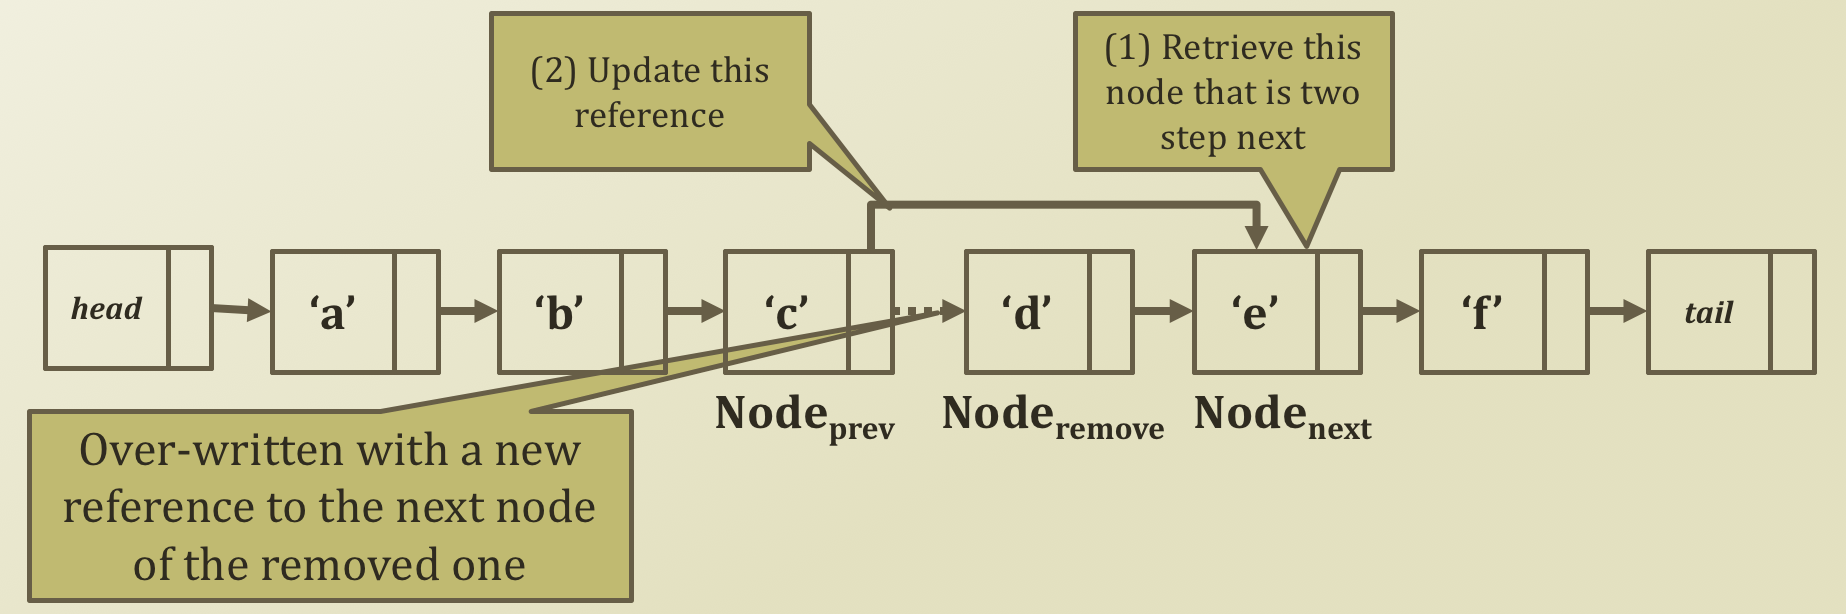 (2) Update this
reference
(1) Retrieve this
node that is two
step next
head
‘a’
‘b’
‘c’
‘d’
‘e’
‘f’
tail
Node prev
Node remove
Node next
Over-written with a new
reference to the next node
of the removed one